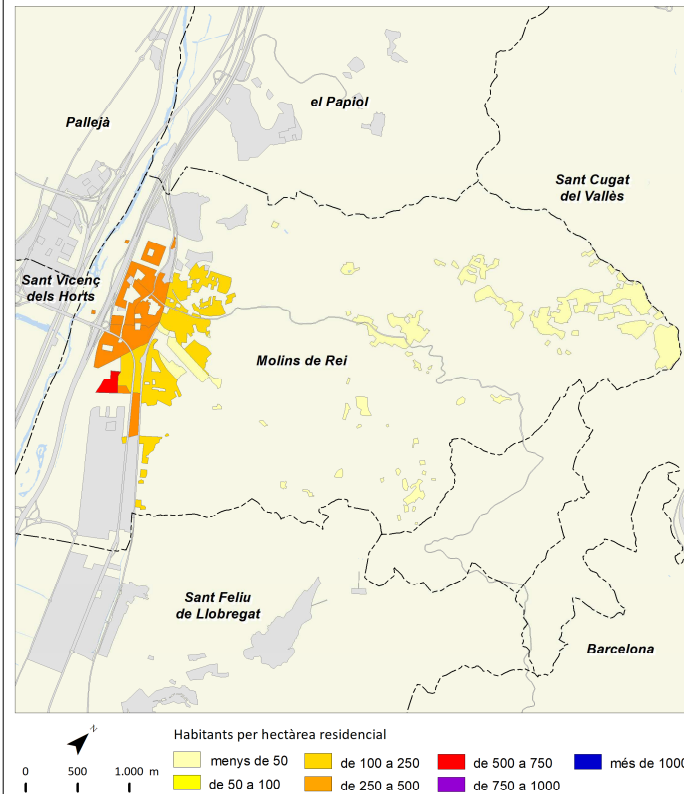 el Papiol
Pallejà
Sant Cugat
del Vallès
Sant Vicenç
dels Horts
Molins de Rei
Sant Feliu
de Llobregat
Barcelona
N
Habitants per hectàrea residencial
menys de 50
de 100 a 250
de 500 a 750
més de 1000
de 50 a 100
de 250 a 500
de 750 a 1000
0 500 1.000 m